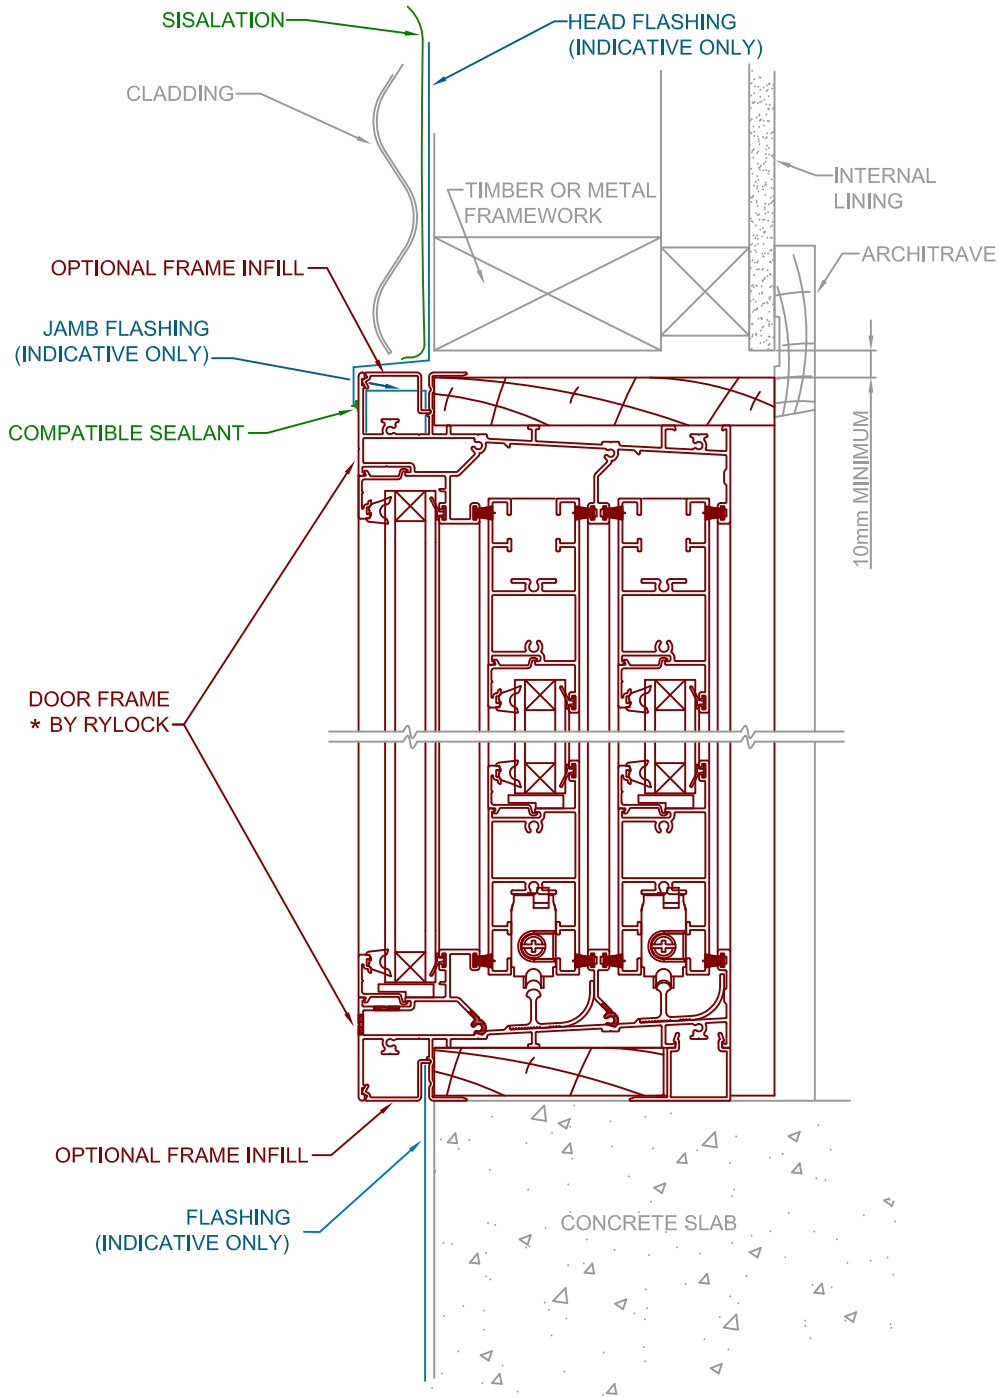 SISALATION
HEAD FLASHING
(INDICATIVE ONLY)
CLADDING
INTERNAL
LINING
TIMBER OR METAL
FRAMEWORK
ARCHITRAVE
OPTIONAL FRAME INFILL
JAMB FLASHING
(INDICATIVE ONLY)
COMPATIBLE SEALANT
10mm MINIMUM
DOOR FRAME
* BY RYLOCK
OPTIONAL FRAME INFILL
FLASHING
(INDICATIVE ONLY)
CONCRETE SLAB